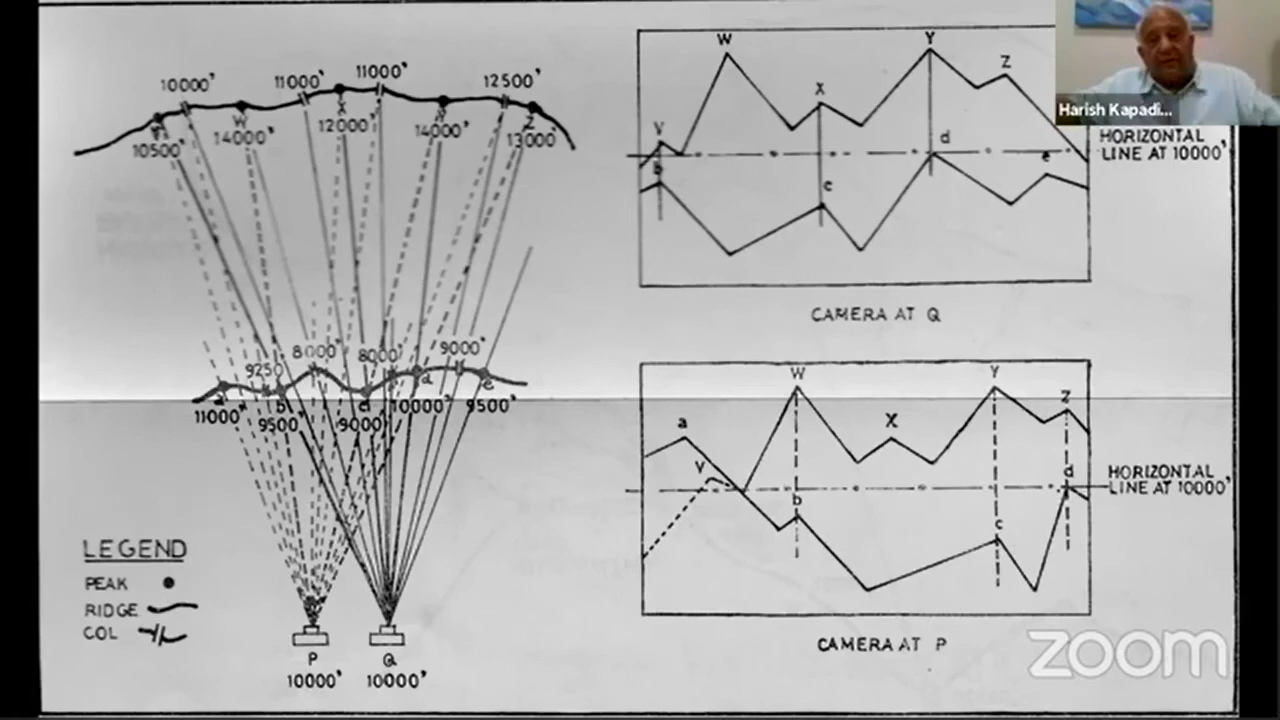 10000'
11000'
11000'
12500'
W
X
Z
10500'
14000'
12000'
14000'
13000'
9250
8000'
8000'
9000'
b
d
e
11000'
9500'
9000'
10000'
9500'
LEGEND
PEAK
RIDGE
COL
P
10000'
Q
10000'
W
Y
Z
X
V
b
c
d
e
HORIZONTAL
LINE AT 10000'
CAMERA AT Q
W
Y
Z
a
X
V
b
c
d
HORIZONTAL
LINE AT 10000'
CAMERA AT P
Harish Kapadi...
zoom